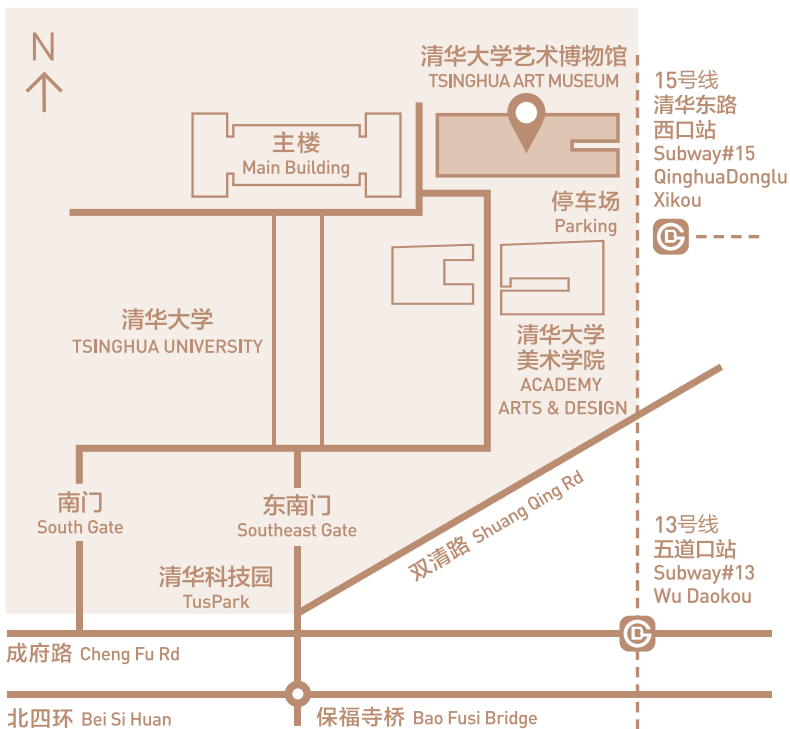 N
清华大学艺术博物馆
TSINGHUA ART MUSEUM
15号线
清华东路
西口站
Subway#15
QinghuaDonglu
Xikou
主楼
Main Building
停车场
Parking
清华大学
TSINGHUA UNIVERSITY
清华大学
美术学院
ACADEMY
ARTS & DESIGN
南门
South Gate
东南门
Southeast Gate
双清路 Shuang Qing Rd
13号线
五道口站
Subway#13
Wu Daokou
清华科技园
TusPark
成府路 Cheng Fu Rd
北四环 Bei Si Huan
保福寺桥 Bao Fusi Bridge